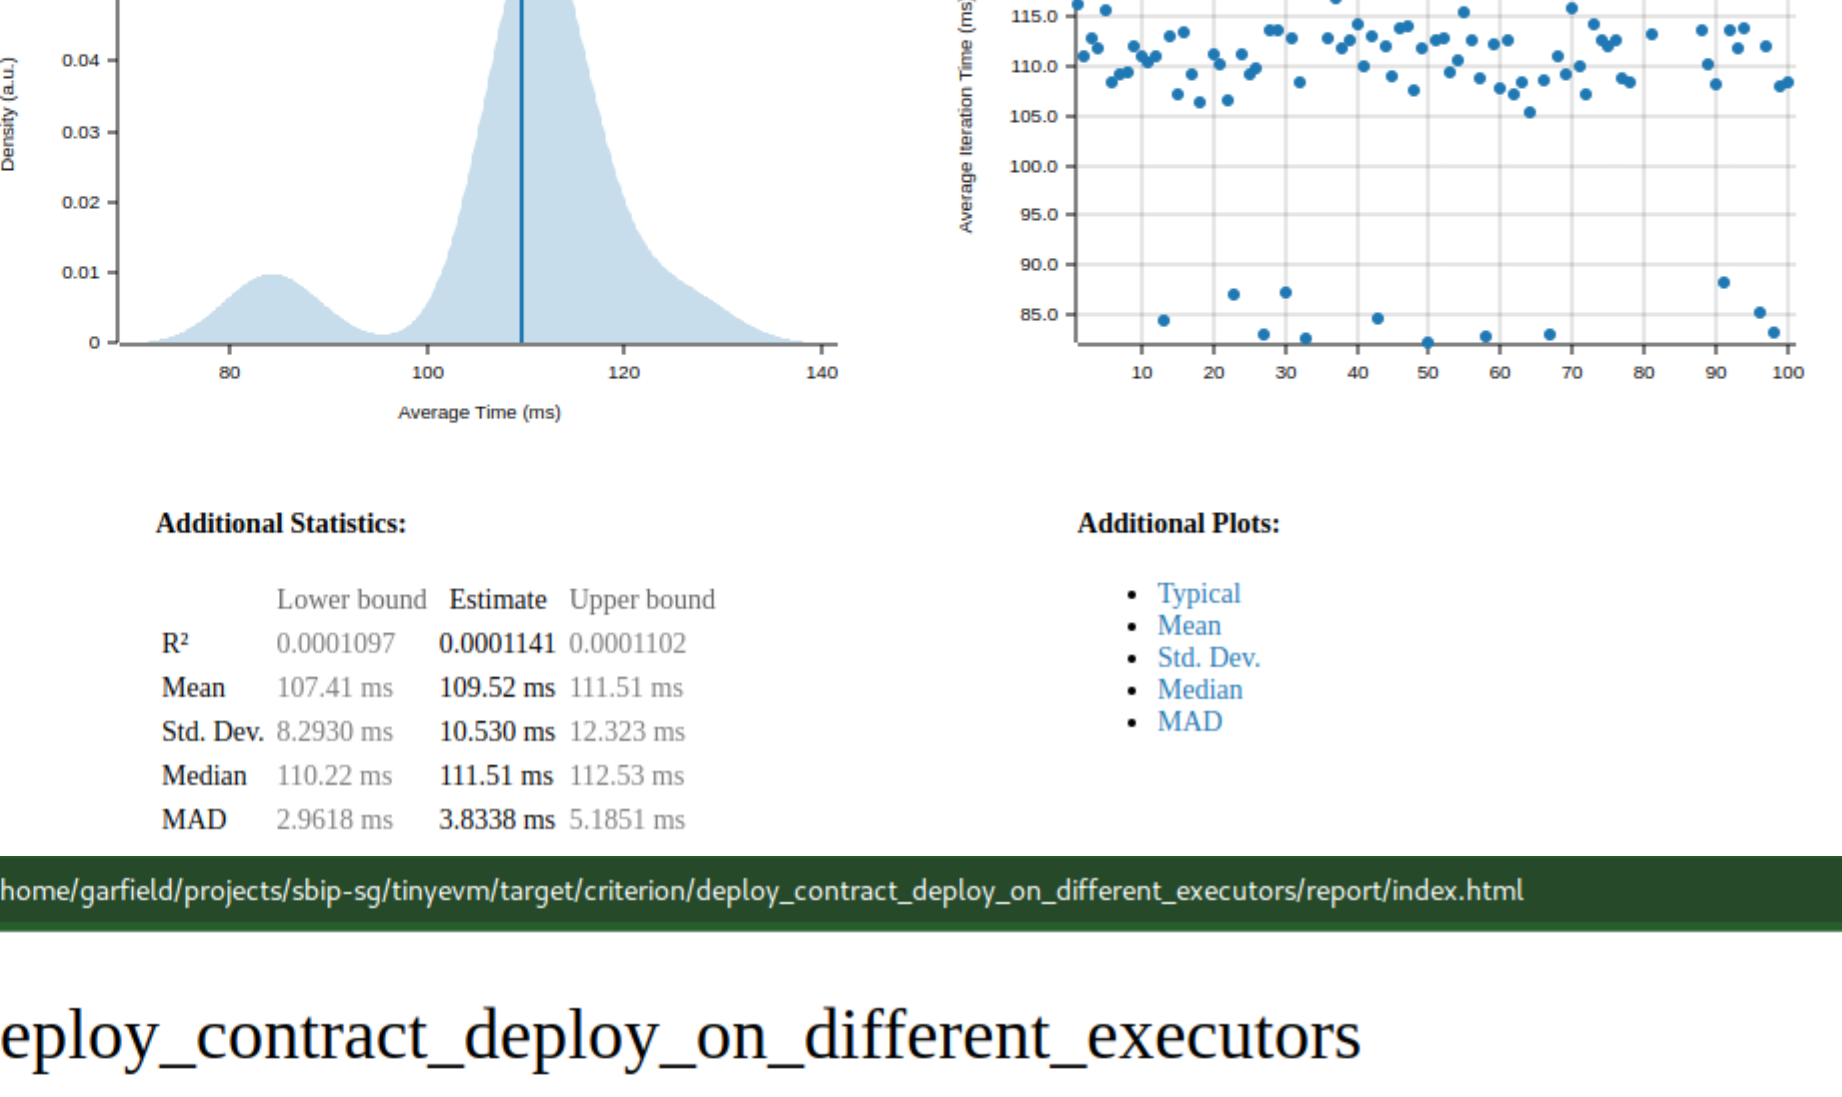 Density (a.u.)
0.04
0.03
0.02
0.01
0
80 100 120 140
Average Time (ms)
Average Iteration Time (ms)
115.0
110.0
105.0
100.0
95.0
90.0
85.0
10 20 30 40 50 60 70 80 90 100
Additional Statistics:
Lower bound Estimate Upper bound
R² 0.0001097 0.0001141 0.0001102
Mean 107.41 ms 109.52 ms 111.51 ms
Std. Dev. 8.2930 ms 10.530 ms 12.323 ms
Median 110.22 ms 111.51 ms 112.53 ms
MAD 2.9618 ms 3.8338 ms 5.1851 ms
Additional Plots:
• Typical
• Mean
• Std. Dev.
• Median
• MAD
home/garfield/projects/sbip-sg/tinyevm/target/criterion/deploy_contract_deploy_on_different_executors/report/index.html
eploy_contract_deploy_on_different_executors